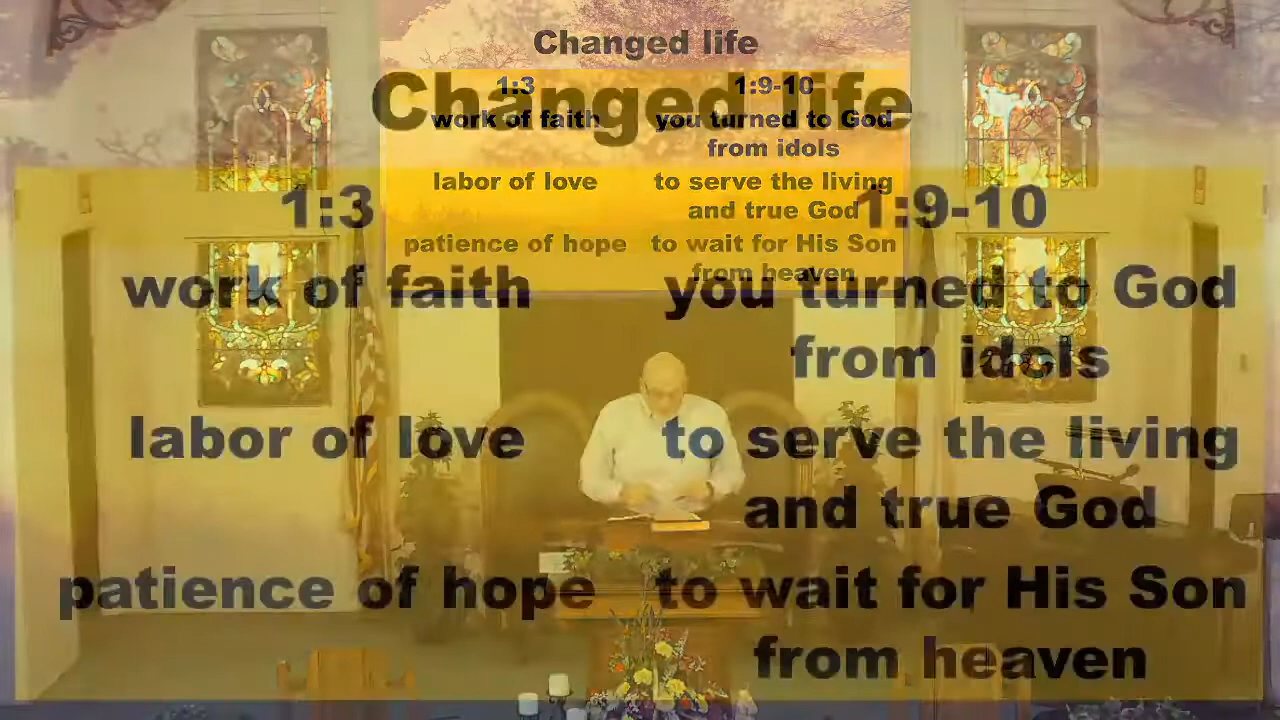 Changed life
1:3 1:9-10
work of faith you turned to God
from idols
labor of love to serve the living
and true God
patience of hope to wait for His Son
from heaven
Changed life
1:3 1:9-10
work of faith you turned to God
from idols
labor of love to serve the living
and true God
patience of hope to wait for His Son
from heaven